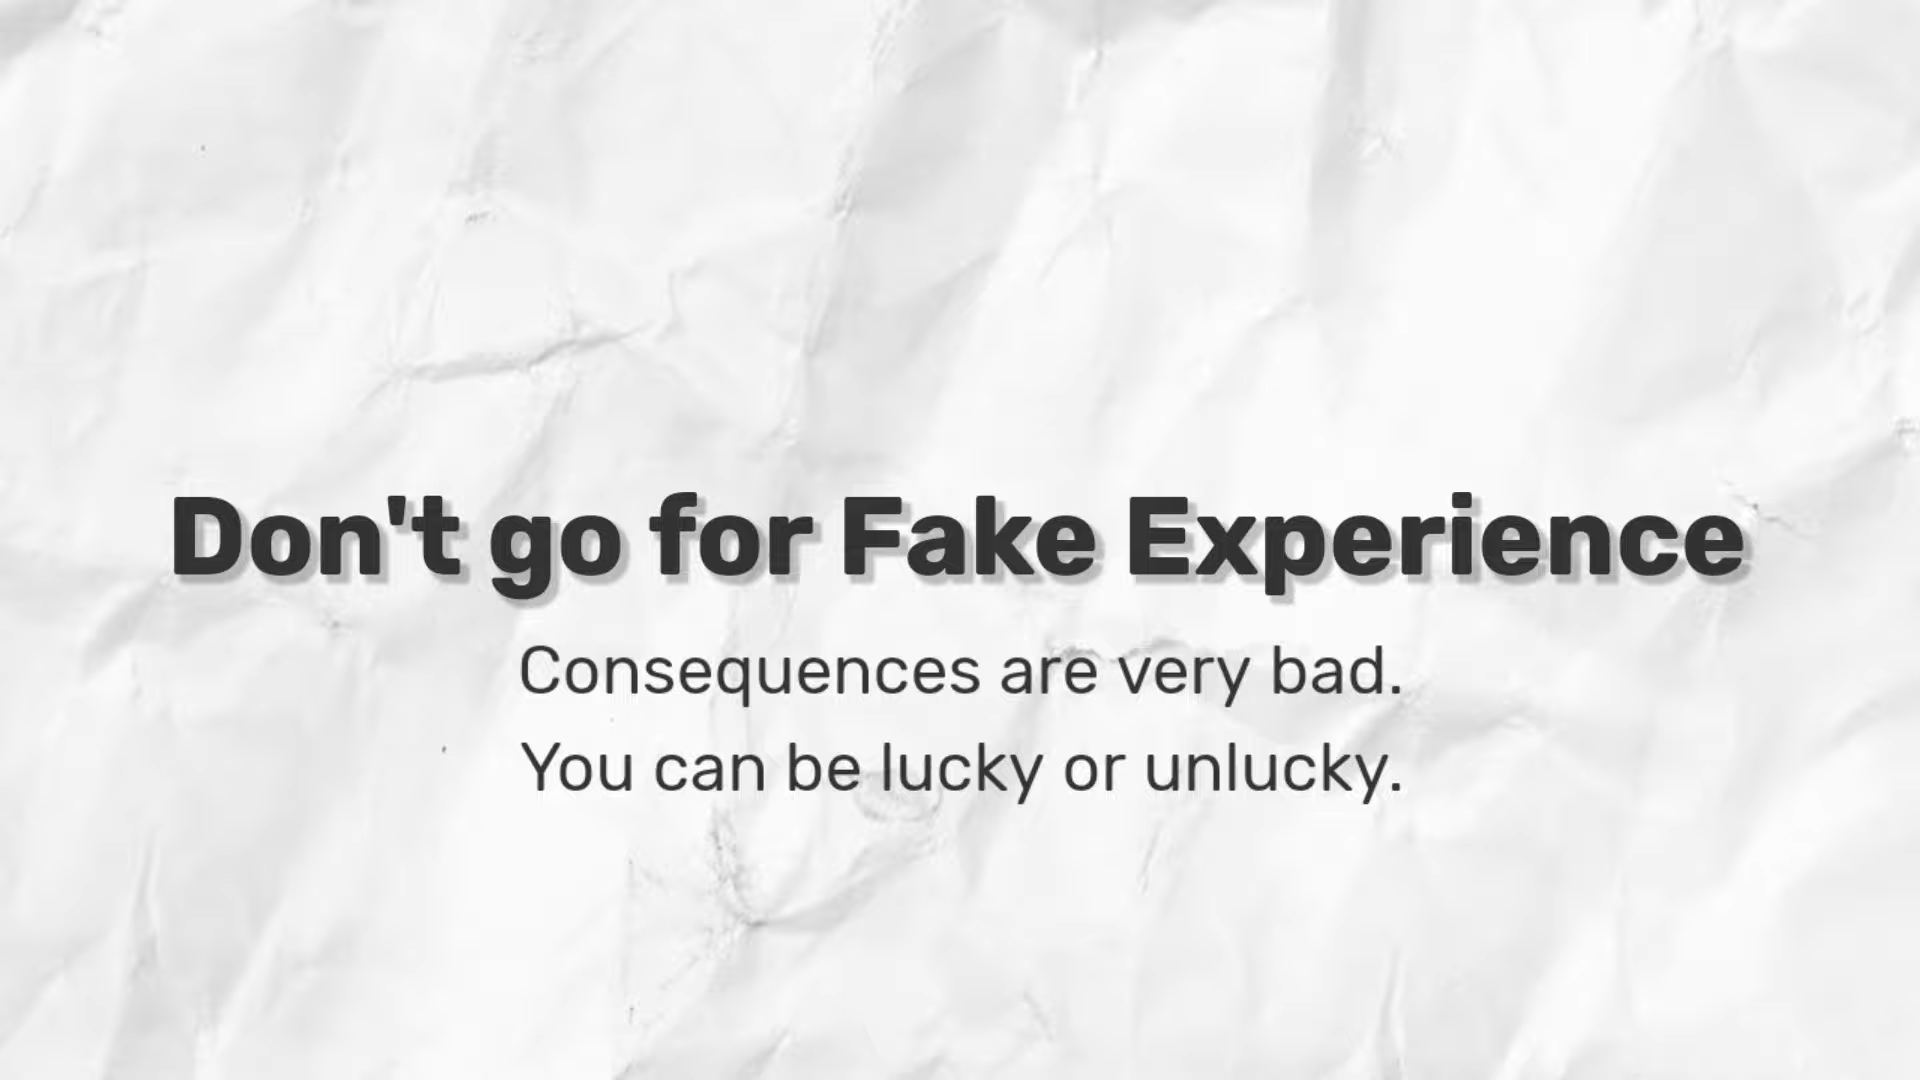 Don't go for Fake Experience
Consequences are very bad.
You can be lucky or unlucky.